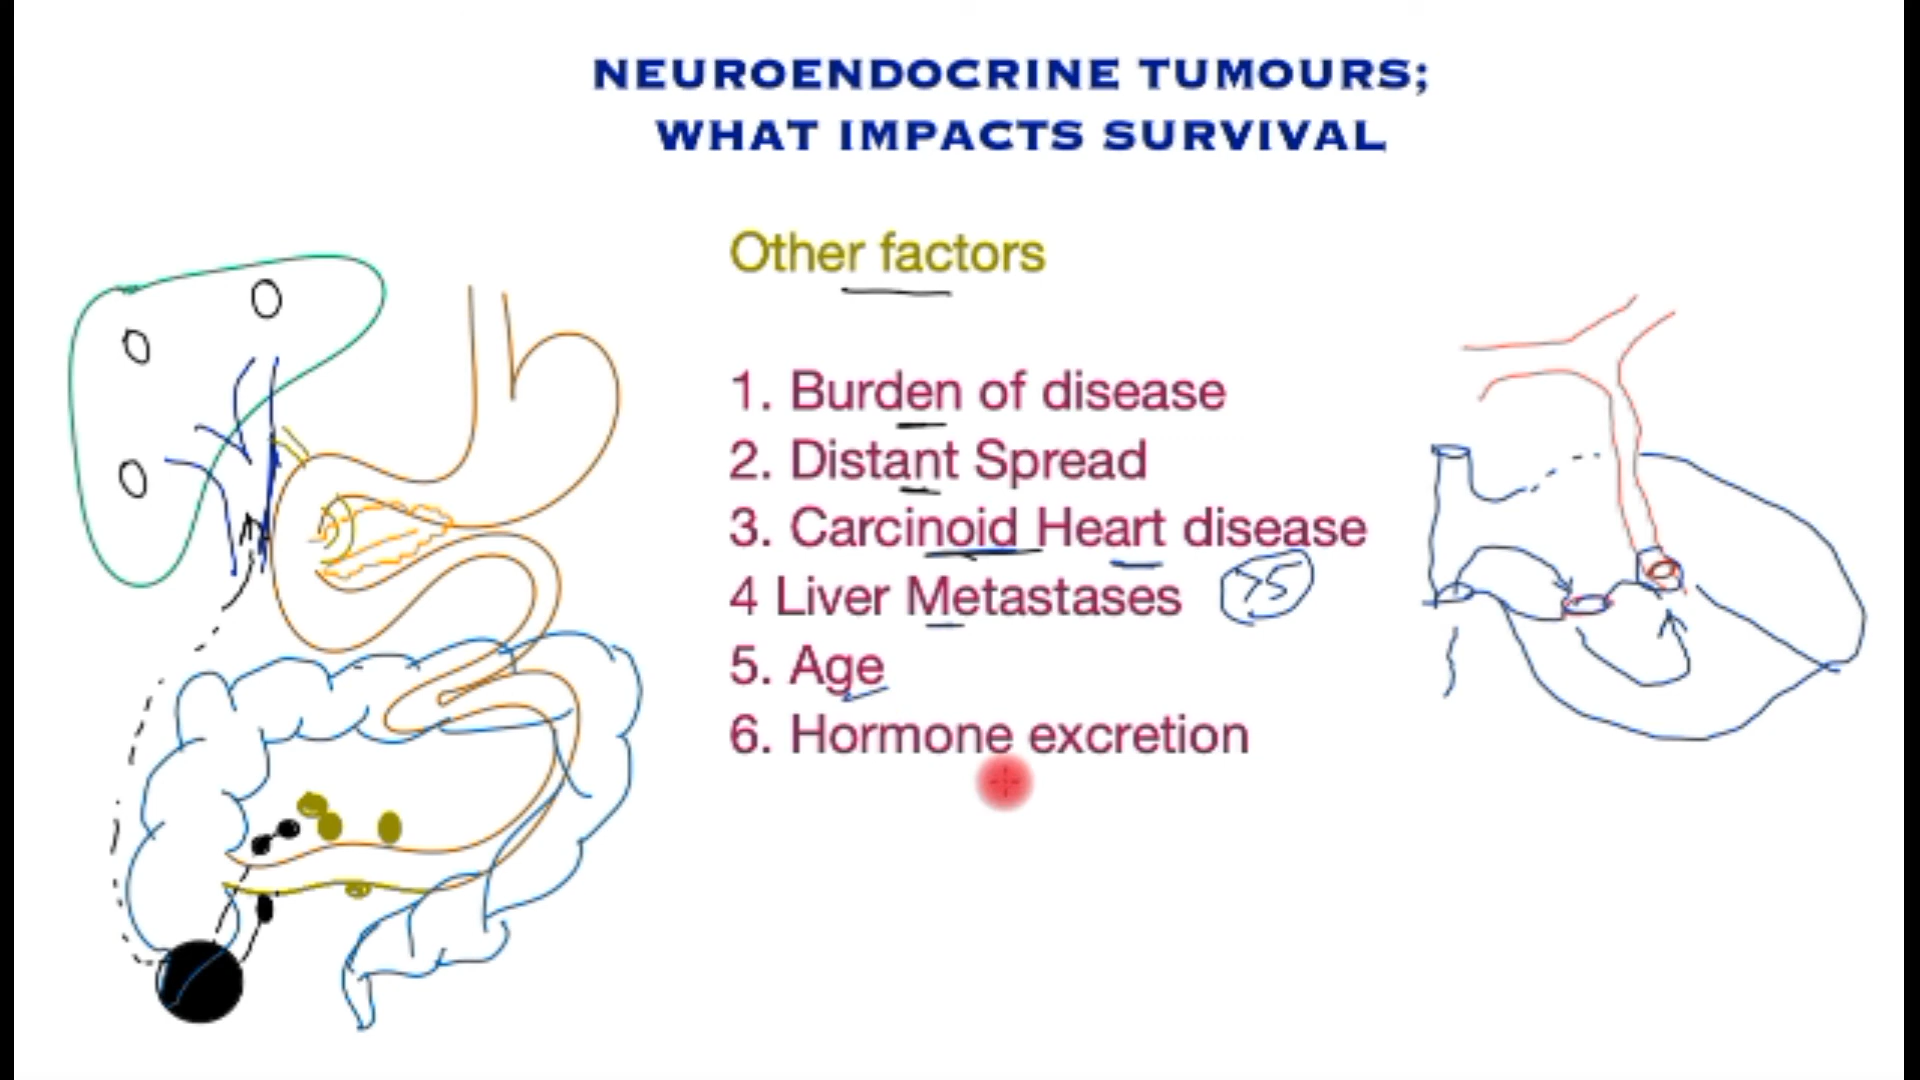 NEUROENDOCRINE TUMOURS;
WHAT IMPACTS SURVIVAL
Other factors
1. Burden of disease
2. Distant Spread
3. Carcinoid Heart disease
4 Liver Metastases >5
5. Age
6. Hormone excretion